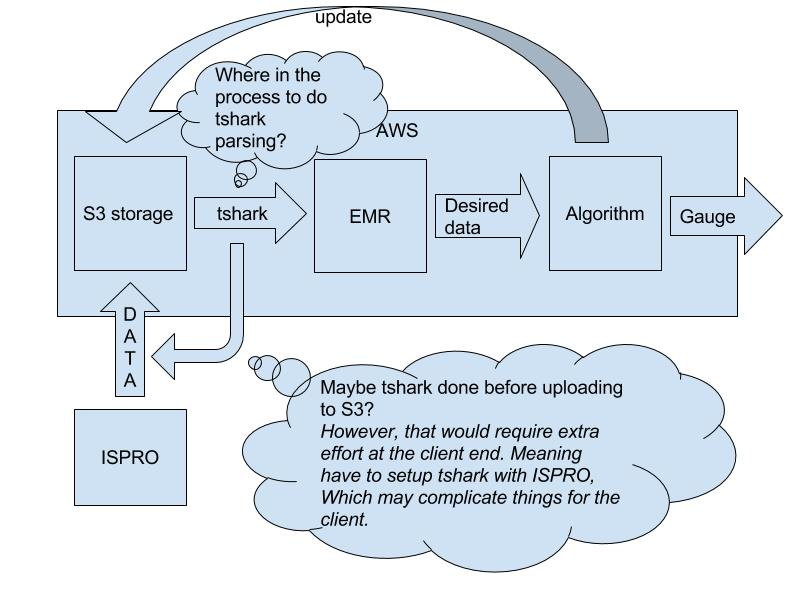 update
Where in the
process to do
tshark
parsing?
AWS
S3 storage
tshark
EMR
Desired
data
Algorithm
Gauge
D
A
T
A
ISPRO
Maybe tshark done before uploading
to S3?
However, that would require extra
effort at the client end. Meaning
have to setup tshark with ISPRO,
Which may complicate things for the
client.